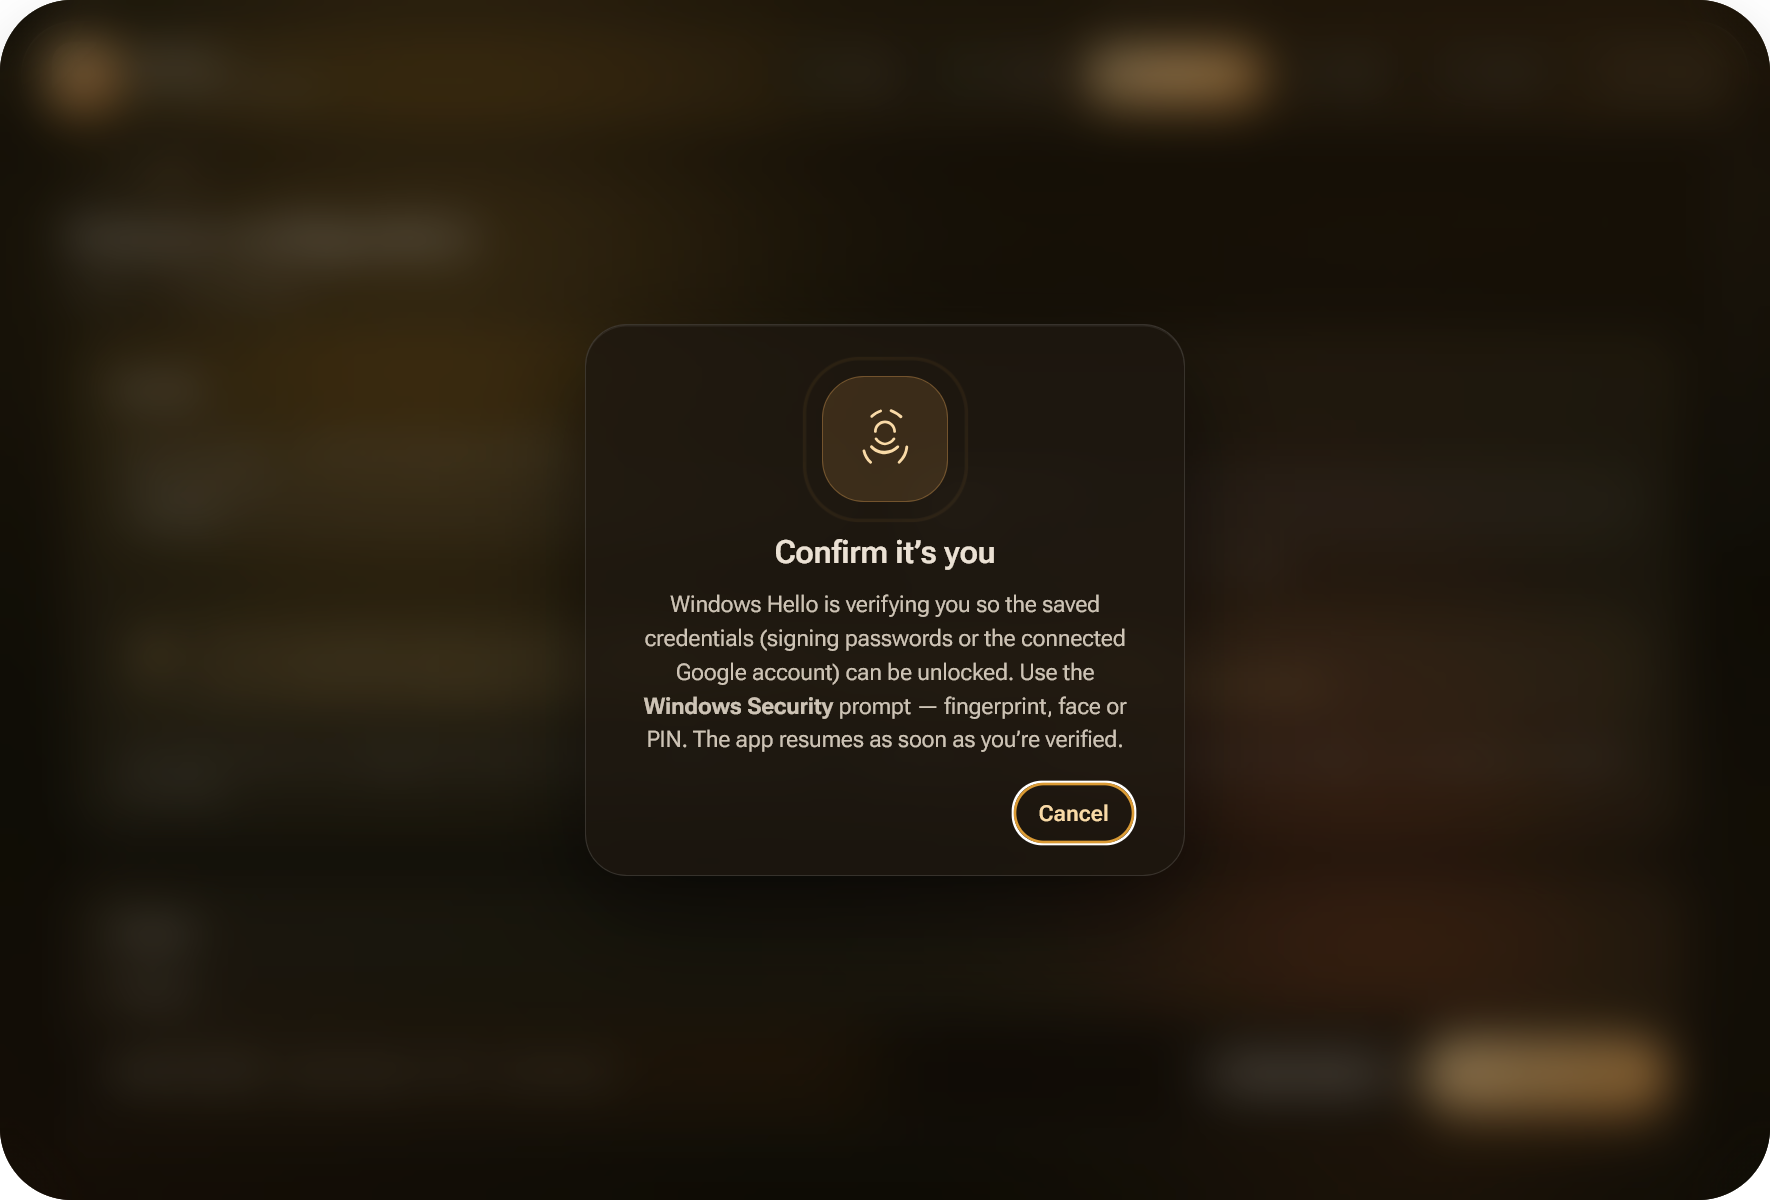 Confirm it’s you
Windows Hello is verifying you so the saved
credentials (signing passwords or the connected
Google account) can be unlocked. Use the
Windows Security prompt — fingerprint, face or
PIN. The app resumes as soon as you’re verified.
Cancel